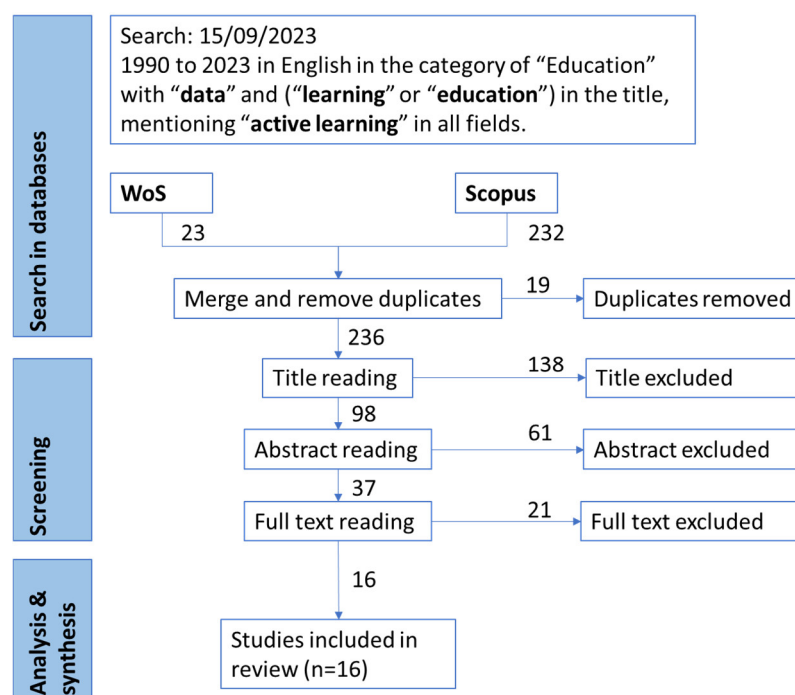 Search in databases
Search: 15/09/2023
1990 to 2023 in English in the category of “Education”
with “data” and (“learning” or “education”) in the title,
mentioning “active learning” in all fields.
WoS
Scopus
23
232
Merge and remove duplicates
19
Duplicates removed
236
Screening
Title reading
138
Title excluded
98
Abstract reading
61
Abstract excluded
37
Full text reading
21
Full text excluded
16
Analysis &
synthesis
Studies included in
review (n=16)